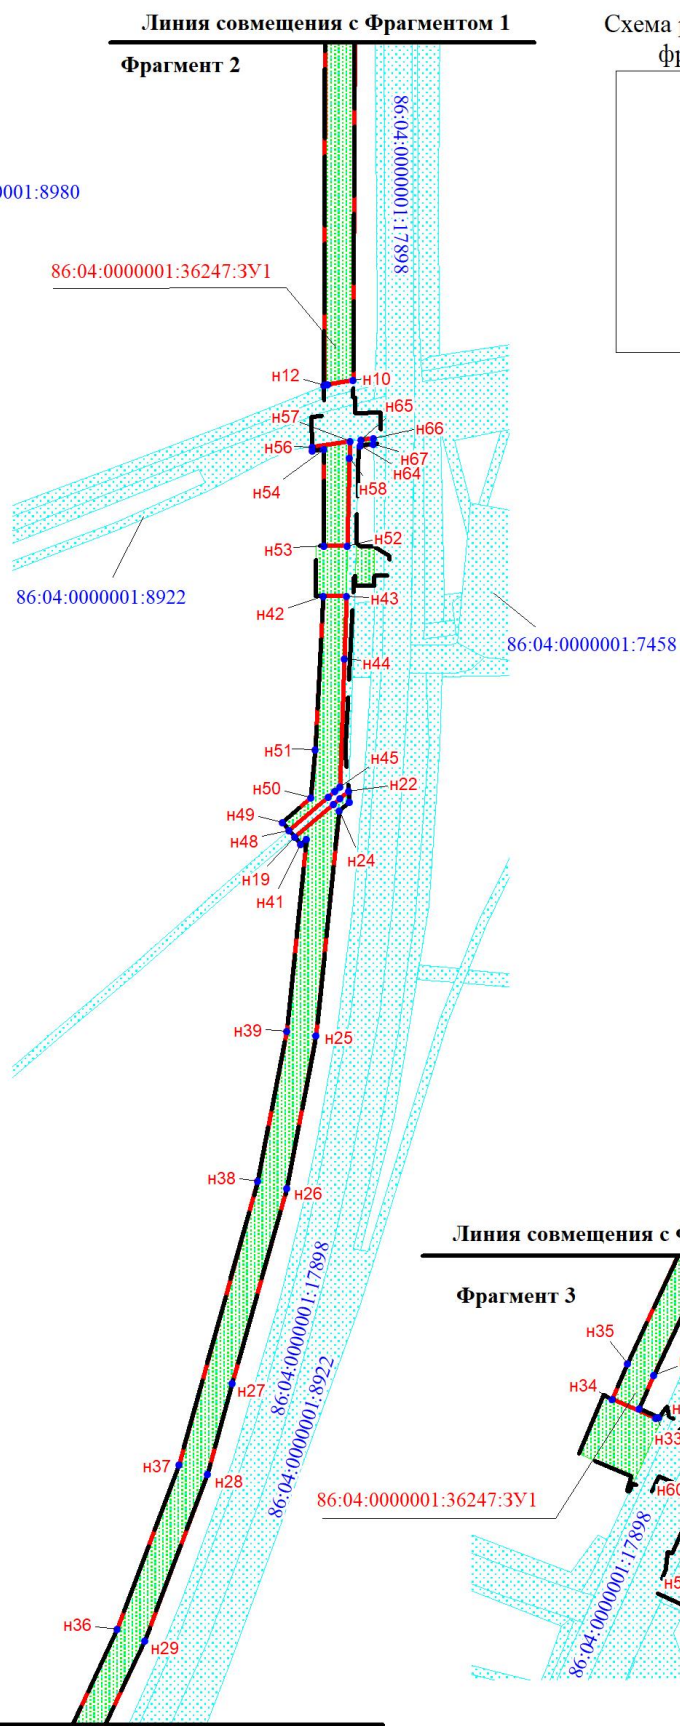 Линия совмещения с Фрагментом 1
Схема
Фрагмент 2
86:04:0000001:17898
001:8980
86:04:0000001:36247:ЗУ1
н12
н10
н57
н65
н66
н56
н67
н64
н54
н58
н53
н52
86:04:0000001:8922
н42
н43
86:04:0000001:7458
н44
н51
н45
н50
н22
н49
н48
н24
н19
н41
н39
н25
н38
н26
86:04:0000001:17898
Линия совмещения с
Фрагмент 3
н35
н27
86:04:0000001:8922
н34
н33
н37
н28
н60
86:04:0000001:36247:ЗУ1
86:04:0000001:17898
н36
н29